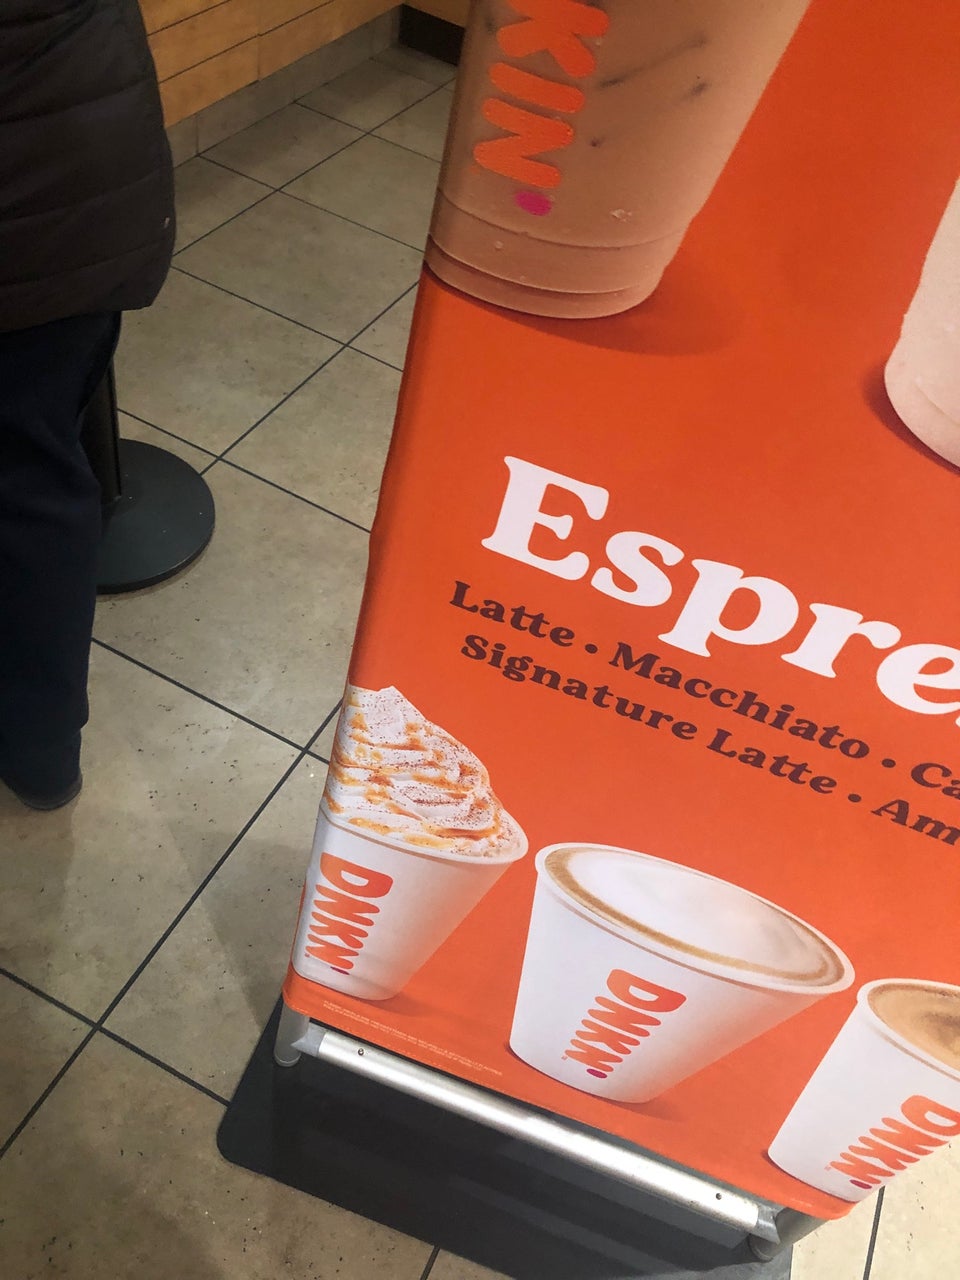 KIN
Espre
Latte • Macchiato • Ca
Signature Latte • Am
DNKN'
DNKN'
DNKN'